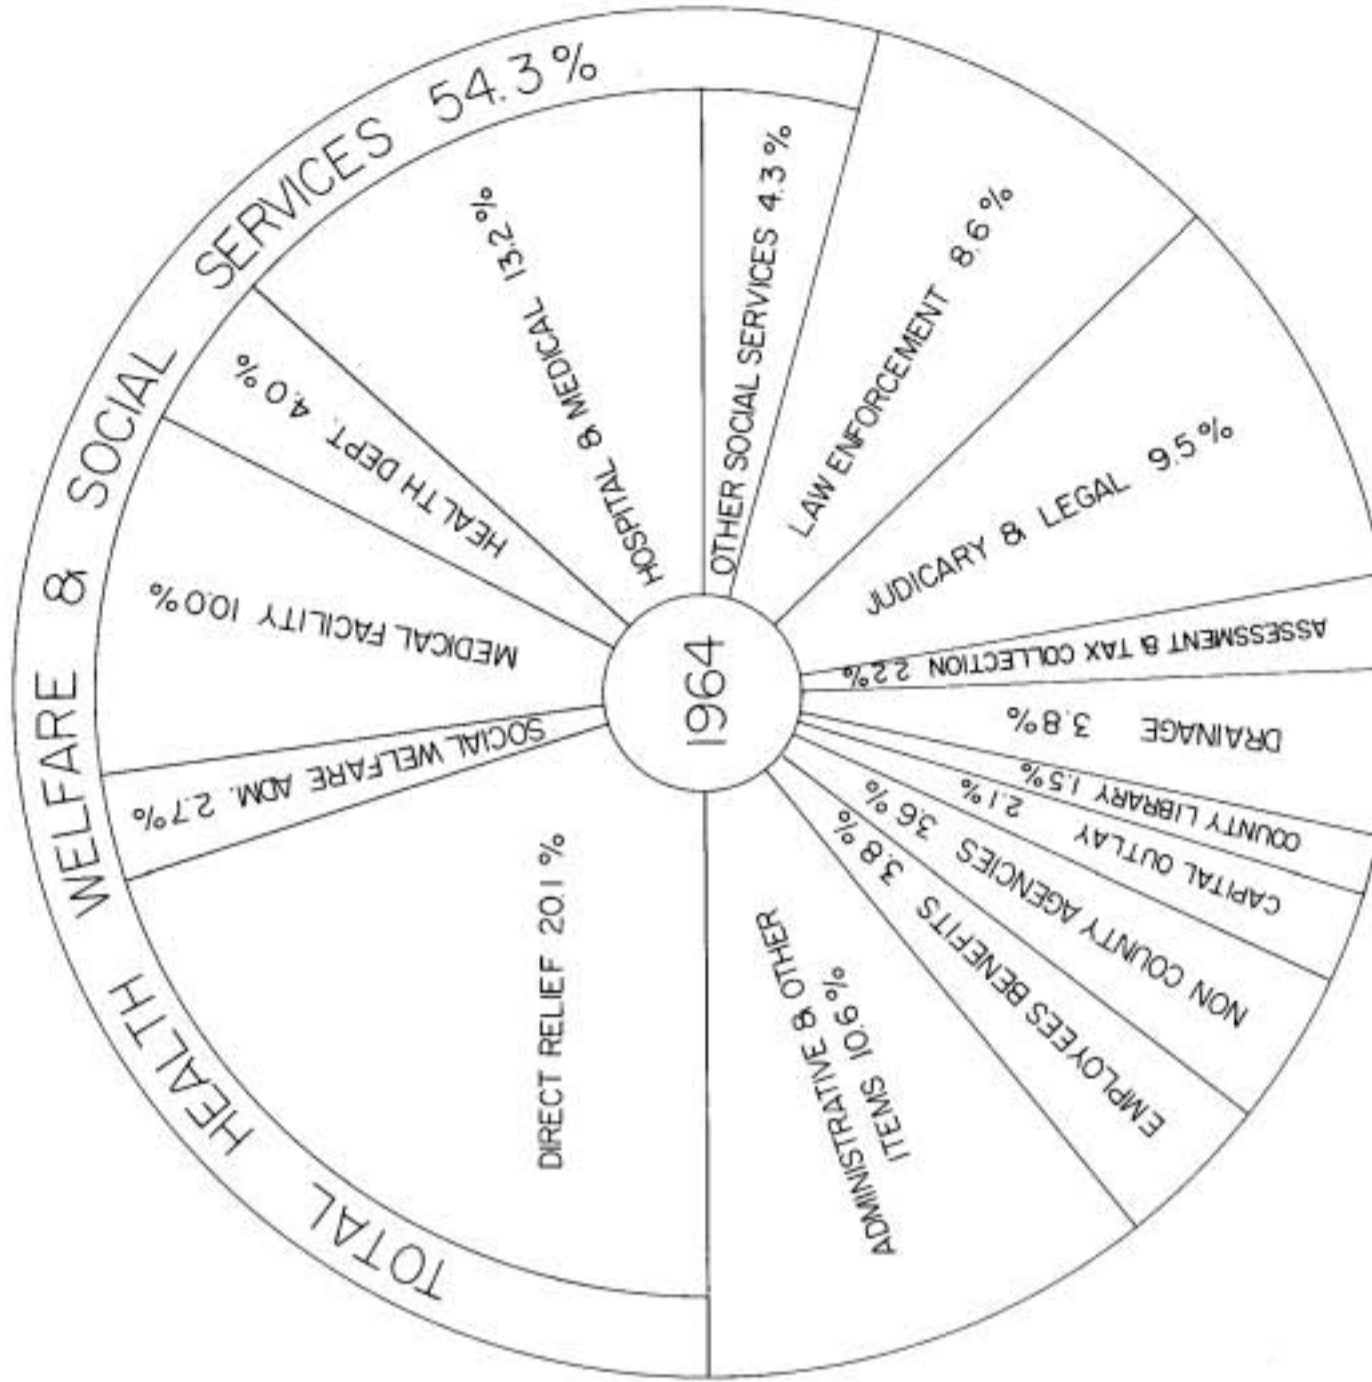 TOTAL HEALTH WELFARE & SOCIAL SERVICES 54.3%
1964
OTHER SOCIAL SERVICES 4.3%
LAW ENFORCEMENT 8.6%
JUDICARY & LEGAL 9.5%
ASSESSMENT & TAX COLLECTION 2.2%
DRAINAGE 3.8%
COUNTY LIBRARY 1.5%
CAPITAL OUTLAY 2.1%
NON COUNTY AGENCIES 3.6%
EMPLOYEES BENEFITS 3.8%
ADMINISTRATIVE & OTHER
ITEMS 10.6%
DIRECT RELIEF 20.1%
SOCIAL WELFARE ADM. 2.7%
MEDICAL FACILITY 10.0%
HEALTH DEPT. 4.0%
HOSPITAL & MEDICAL 13.2%